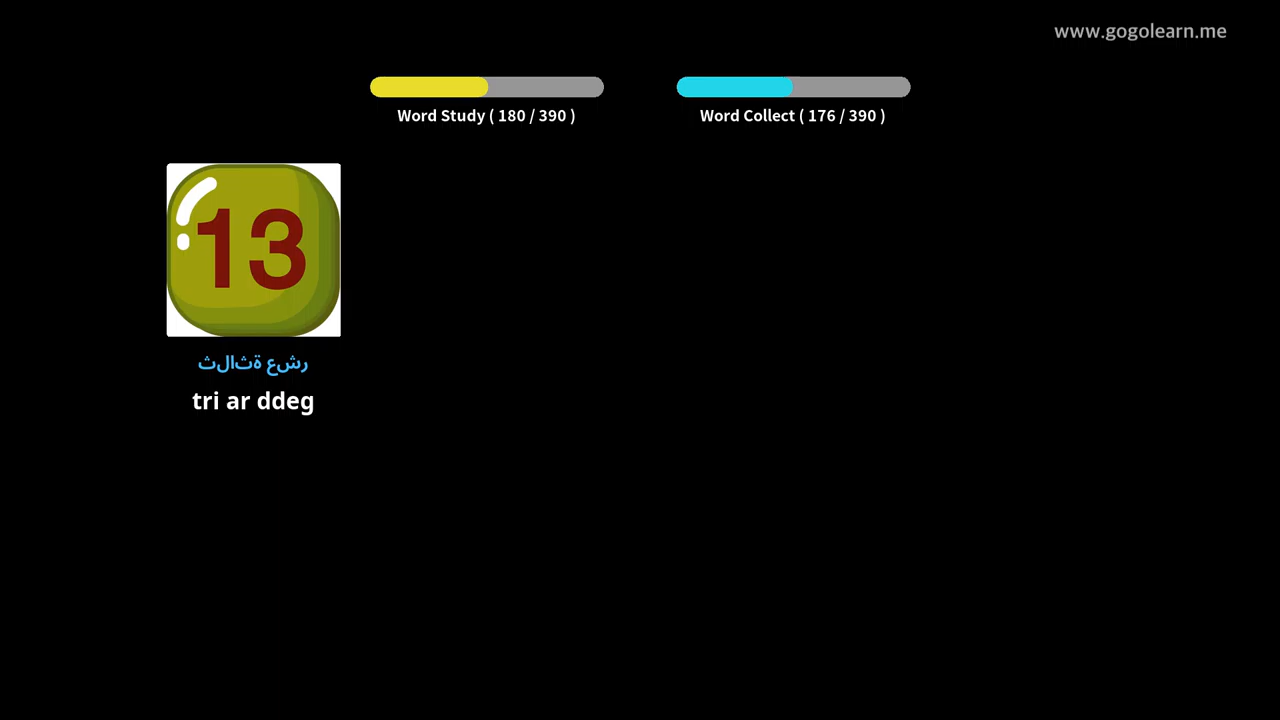 www.gogolearn.me
Word Study ( 180 / 390 )
Word Collect ( 176 / 390 )
13
رشع ةثالث
tri ar ddeg